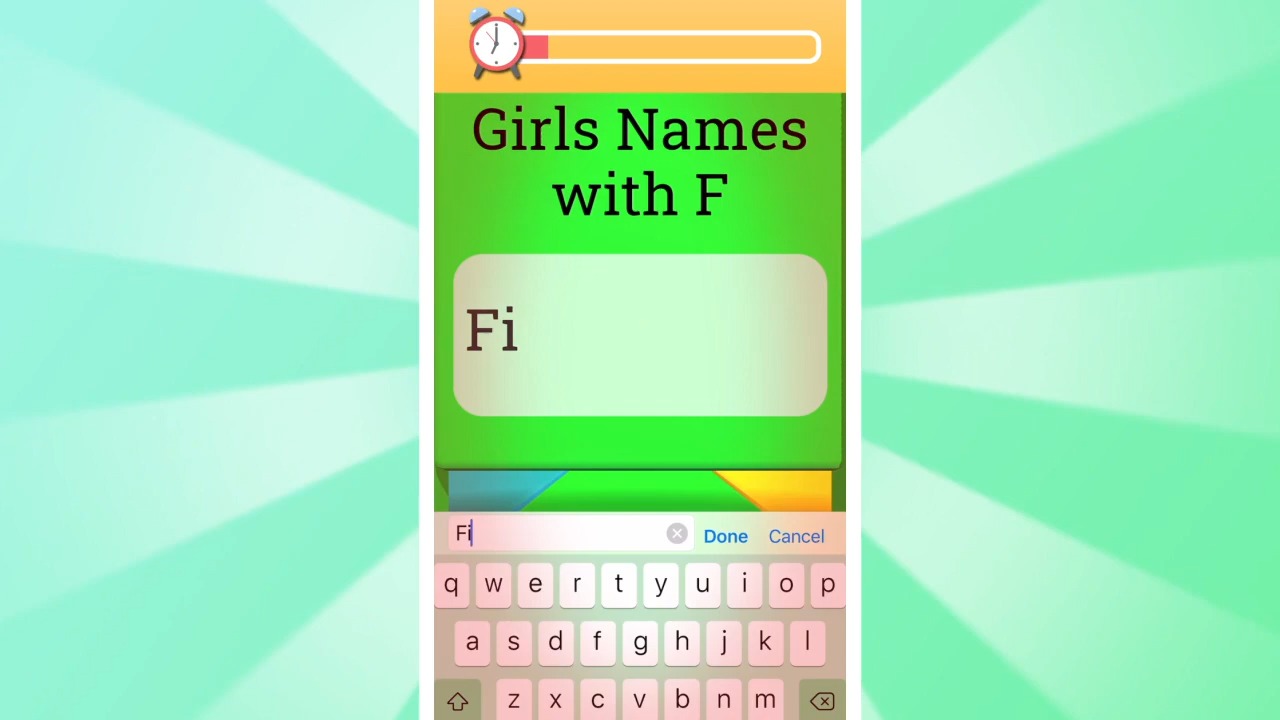 Girls Names
with F
Fi
Fi Done Cancel
q w e r t y u i o p
a s d f g h j k l
z x c v b n m